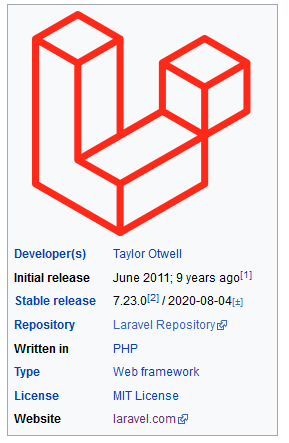 Developer(s) Taylor Otwell
Initial release June 2011; 9 years ago[1]
Stable release 7.23.0[2] / 2020-08-04[±]
Repository Laravel Repository
Written in PHP
Type Web framework
License MIT License
Website laravel.com